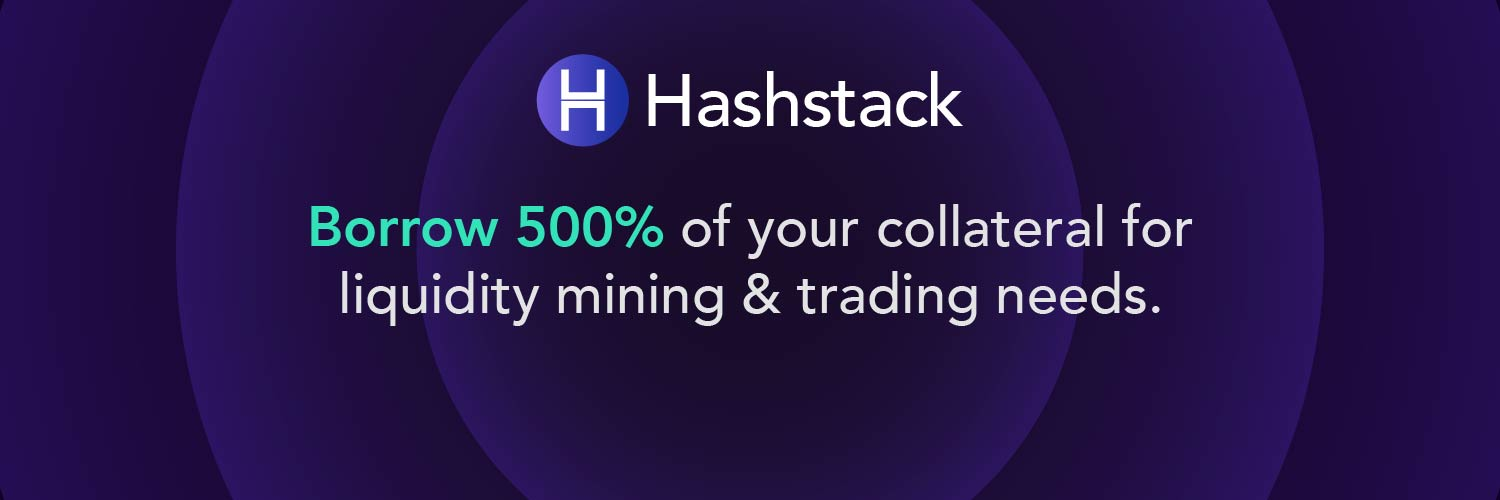 Hashstack
Borrow 500% of your collateral for
liquidity mining & trading needs.